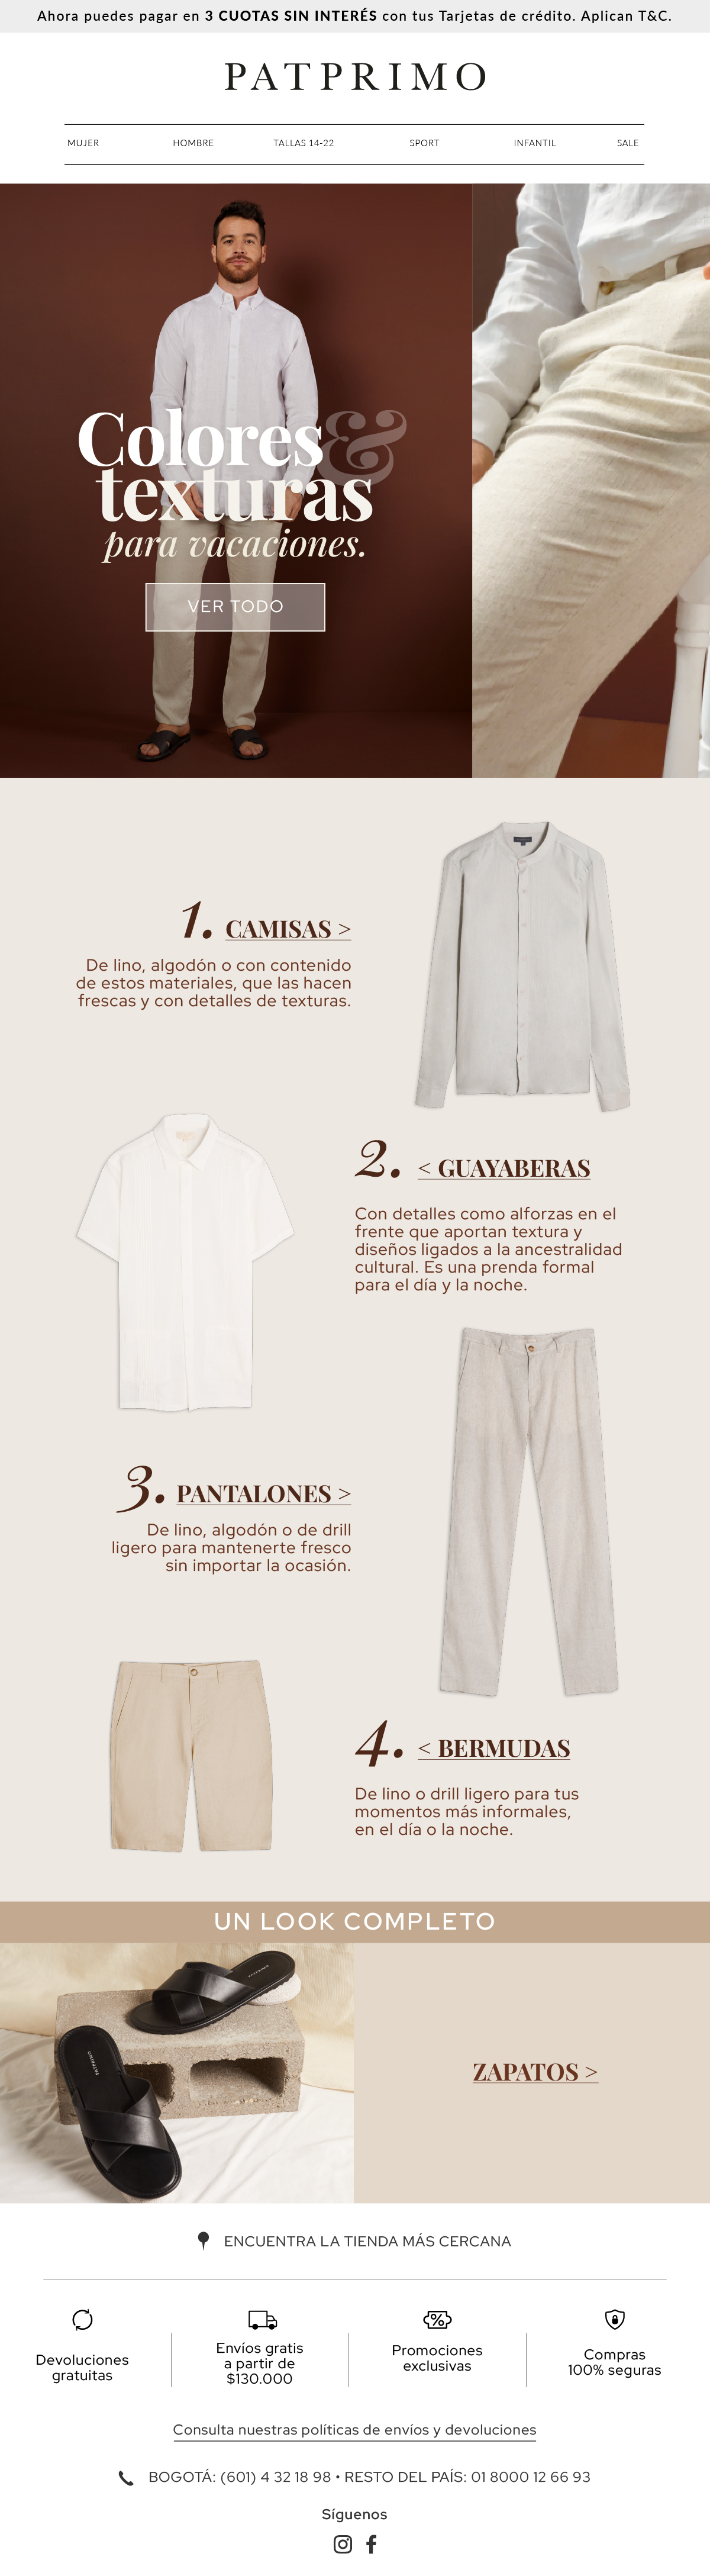 Ahora puedes pagar en 3 CUOTAS SIN INTERÉS con tus Tarjetas de crédito. Aplican T&C.
PATPRIMO
MUJER HOMBRE TALLAS 14-22 SPORT INFANTIL SALE
Colores &
texturas
para vacaciones.
VER TODO
1. CAMISAS >
De lino, algodón o con contenido
de estos materiales, que las hacen
frescas y con detalles de texturas.
2. < GUAYABERAS
Con detalles como alforzas en el
frente que aportan textura y
diseños ligados a la ancestralidad
cultural. Es una prenda formal
para el día y la noche.
3. PANTALONES >
De lino, algodón o de drill
ligero para mantenerte fresco
sin importar la ocasión.
4. < BERMUDAS
De lino o drill ligero para tus
momentos más informales,
en el día o la noche.
UN LOOK COMPLETO
PATPRIMO
PATPRIMO
ZAPATOS >
ENCUENTRA LA TIENDA MÁS CERCANA
Devoluciones
gratuitas
Envíos gratis
a partir de
$130.000
Promociones
exclusivas
Compras
100% seguras
Consulta nuestras políticas de envíos y devoluciones
BOGOTÁ: (601) 4 32 18 98 • RESTO DEL PAÍS: 01 8000 12 66 93
Síguenos